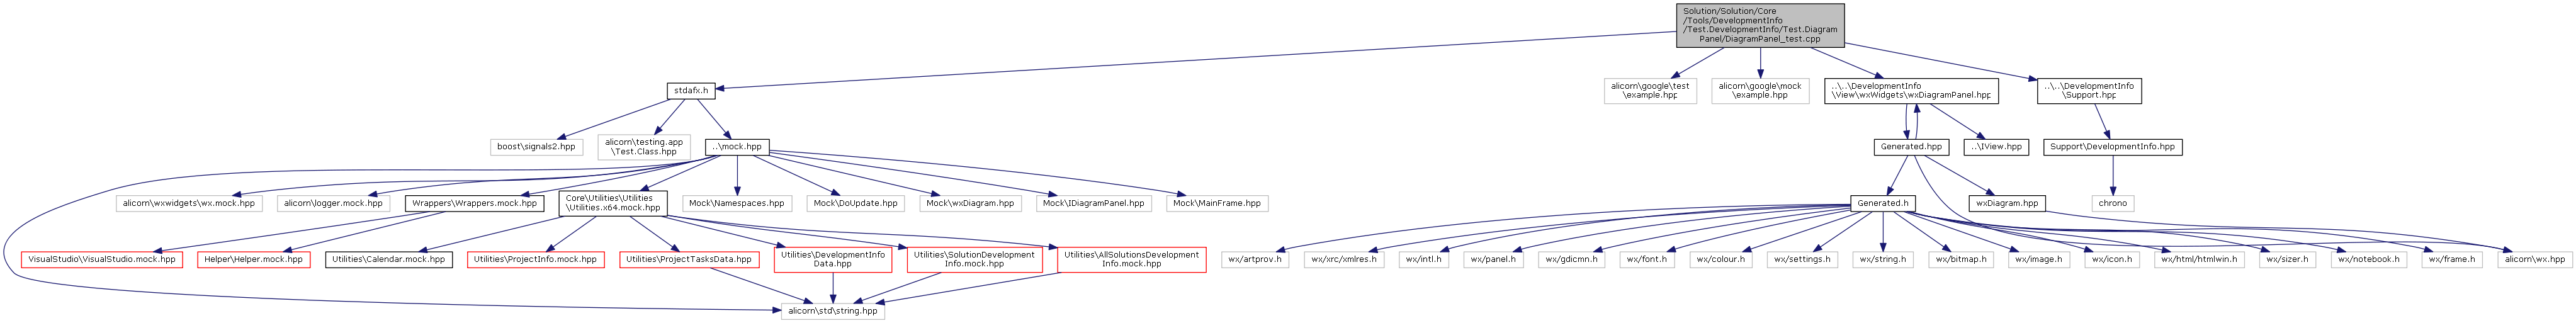 Solution/Solution/Core
/Tools/DevelopmentInfo
/Test.DevelopmentInfo/Test.Diagram
Panel/DiagramPanel_test.cpp
stdafx.h
alicorn\google\test
\example.hpp
alicorn\google\mock
\example.hpp
..\..\DevelopmentInfo
\View\wxWidgets\wxDiagramPanel.hpp
..\..\DevelopmentInfo
\Support.hpp
boost\signals2.hpp
alicorn\testing.app
\Test.Class.hpp
..\mock.hpp
Generated.hpp
..\IView.hpp
Support\DevelopmentInfo.hpp
alicorn\wxwidgets\wx.mock.hpp
alicorn\logger.mock.hpp
Wrappers\Wrappers.mock.hpp
Core\Utilities\Utilities
\Utilities.x64.mock.hpp
Mock\Namespaces.hpp
Mock\DoUpdate.hpp
Mock\wxDiagram.hpp
Mock\IDiagramPanel.hpp
Mock\MainFrame.hpp
Generated.h
wxDiagram.hpp
chrono
VisualStudio\VisualStudio.mock.hpp
Helper\Helper.mock.hpp
Utilities\Calendar.mock.hpp
Utilities\ProjectInfo.mock.hpp
Utilities\ProjectTasksData.hpp
Utilities\DevelopmentInfo
Data.hpp
Utilities\SolutionDevelopment
Info.mock.hpp
Utilities\AllSolutionsDevelopment
Info.mock.hpp
wx/artprov.h
wx/xrc/xmlres.h
wx/intl.h
wx/panel.h
wx/gdicmn.h
wx/font.h
wx/colour.h
wx/settings.h
wx/string.h
wx/bitmap.h
wx/image.h
wx/icon.h
wx/html/htmlwin.h
wx/sizer.h
wx/notebook.h
wx/frame.h
alicorn\wx.hpp
alicorn\std\string.hpp